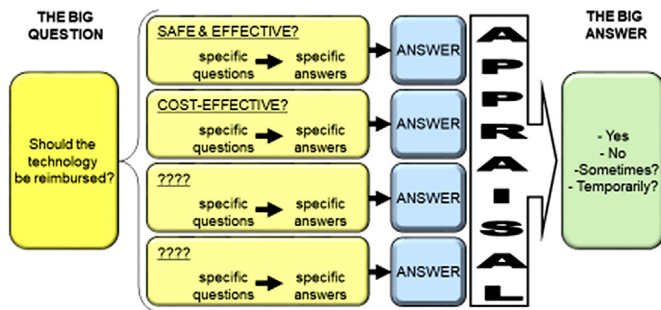 THE BIG
QUESTION
Should the
technology
be reimbursed?
SAFE & EFFECTIVE?
specific
questions
specific
answers
ANSWER
COST-EFFECTIVE?
specific
questions
specific
answers
ANSWER
????
specific
questions
specific
answers
ANSWER
????
specific
questions
specific
answers
ANSWER
APPRAISAL
THE BIG
ANSWER
- Yes
- No
-Sometimes?
- Temporarily?